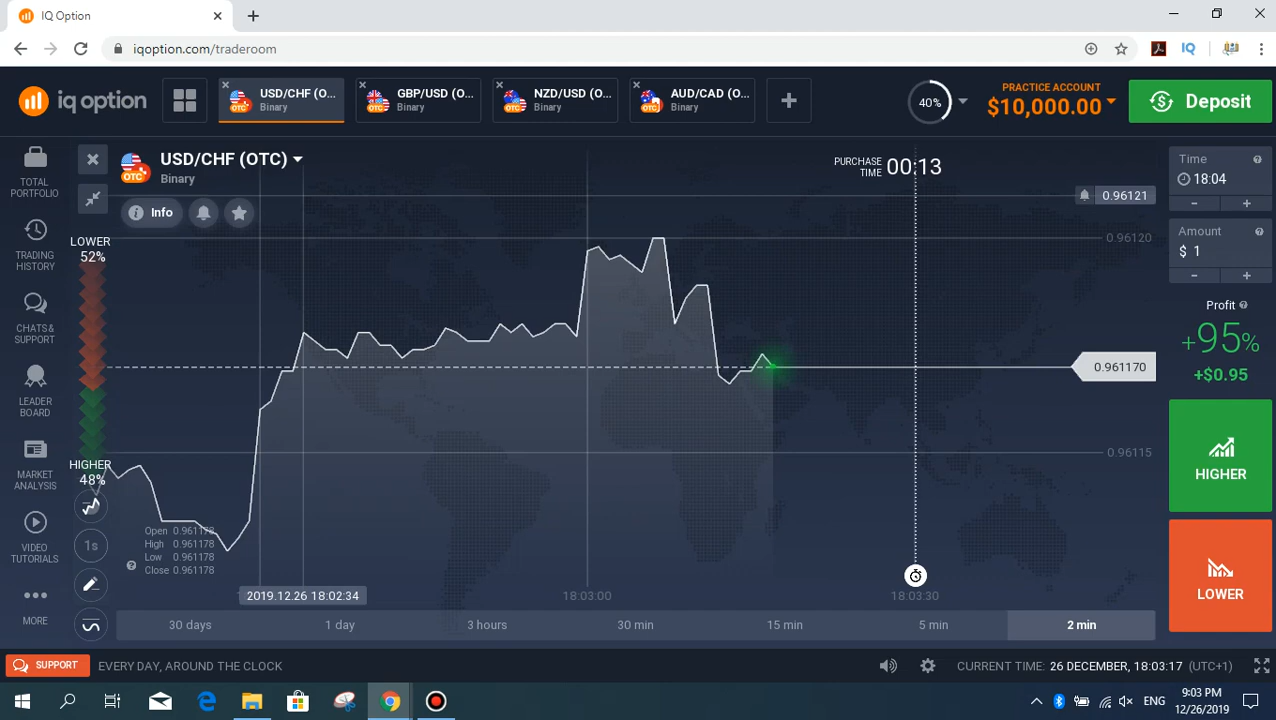 IQ Option
iqoption.com/traderoom
IQ
iq option
USD/CHF (O...
Binary
GBP/USD (O...
Binary
NZD/USD (O...
Binary
AUD/CAD (O...
Binary
OTC
OTC
OTC
OTC
40%
PRACTICE ACCOUNT
$10,000.00
Deposit
TOTAL
PORTFOLIO
TRADING
HISTORY
CHATS &
SUPPORT
LEADER
BOARD
MARKET
ANALYSIS
VIDEO
TUTORIALS
MORE
OTC
USD/CHF (OTC)
Binary
Info
LOWER
52%
HIGHER
48%
1s
Open 0.961178
High 0.961178
Low 0.961178
Close 0.961178
PURCHASE
TIME
00:13
0.96121
0.96120
0.961170
0.96115
2019.12.26 18:02:34
18:03:00
18:03:30
30 days
1 day
3 hours
30 min
15 min
5 min
2 min
Time
18:04
- +
Amount
$ 1
- +
Profit
+95%
+$0.95
HIGHER
LOWER
SUPPORT
EVERY DAY, AROUND THE CLOCK
CURRENT TIME: 26 DECEMBER, 18:03:17 (UTC+1)
ENG
9:03 PM
12/26/2019